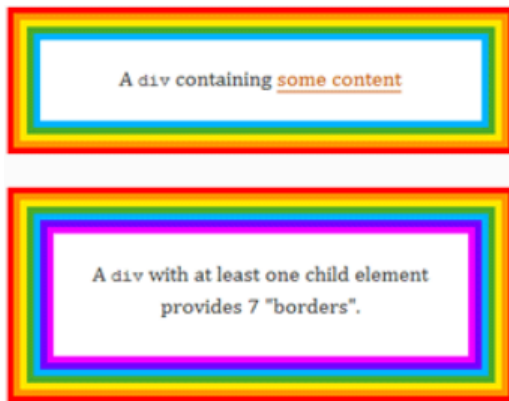 A div containing some content
A div with at least one child element
provides 7 "borders".